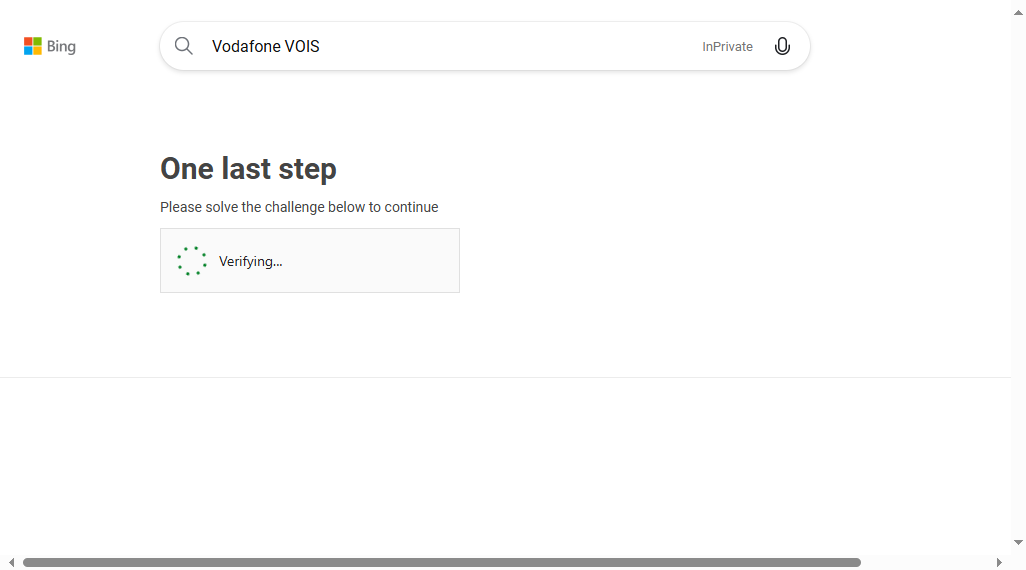 Bing
Vodafone VOIS
InPrivate
One last step
Please solve the challenge below to continue
Verifying...